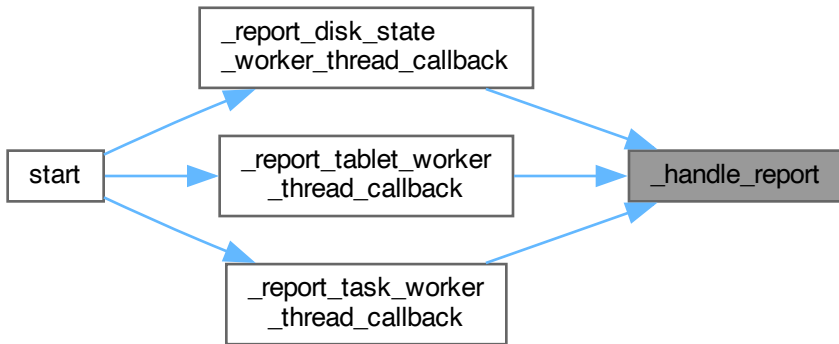 _report_disk_state
_worker_thread_callback
start
_report_tablet_worker
_thread_callback
_handle_report
_report_task_worker
_thread_callback